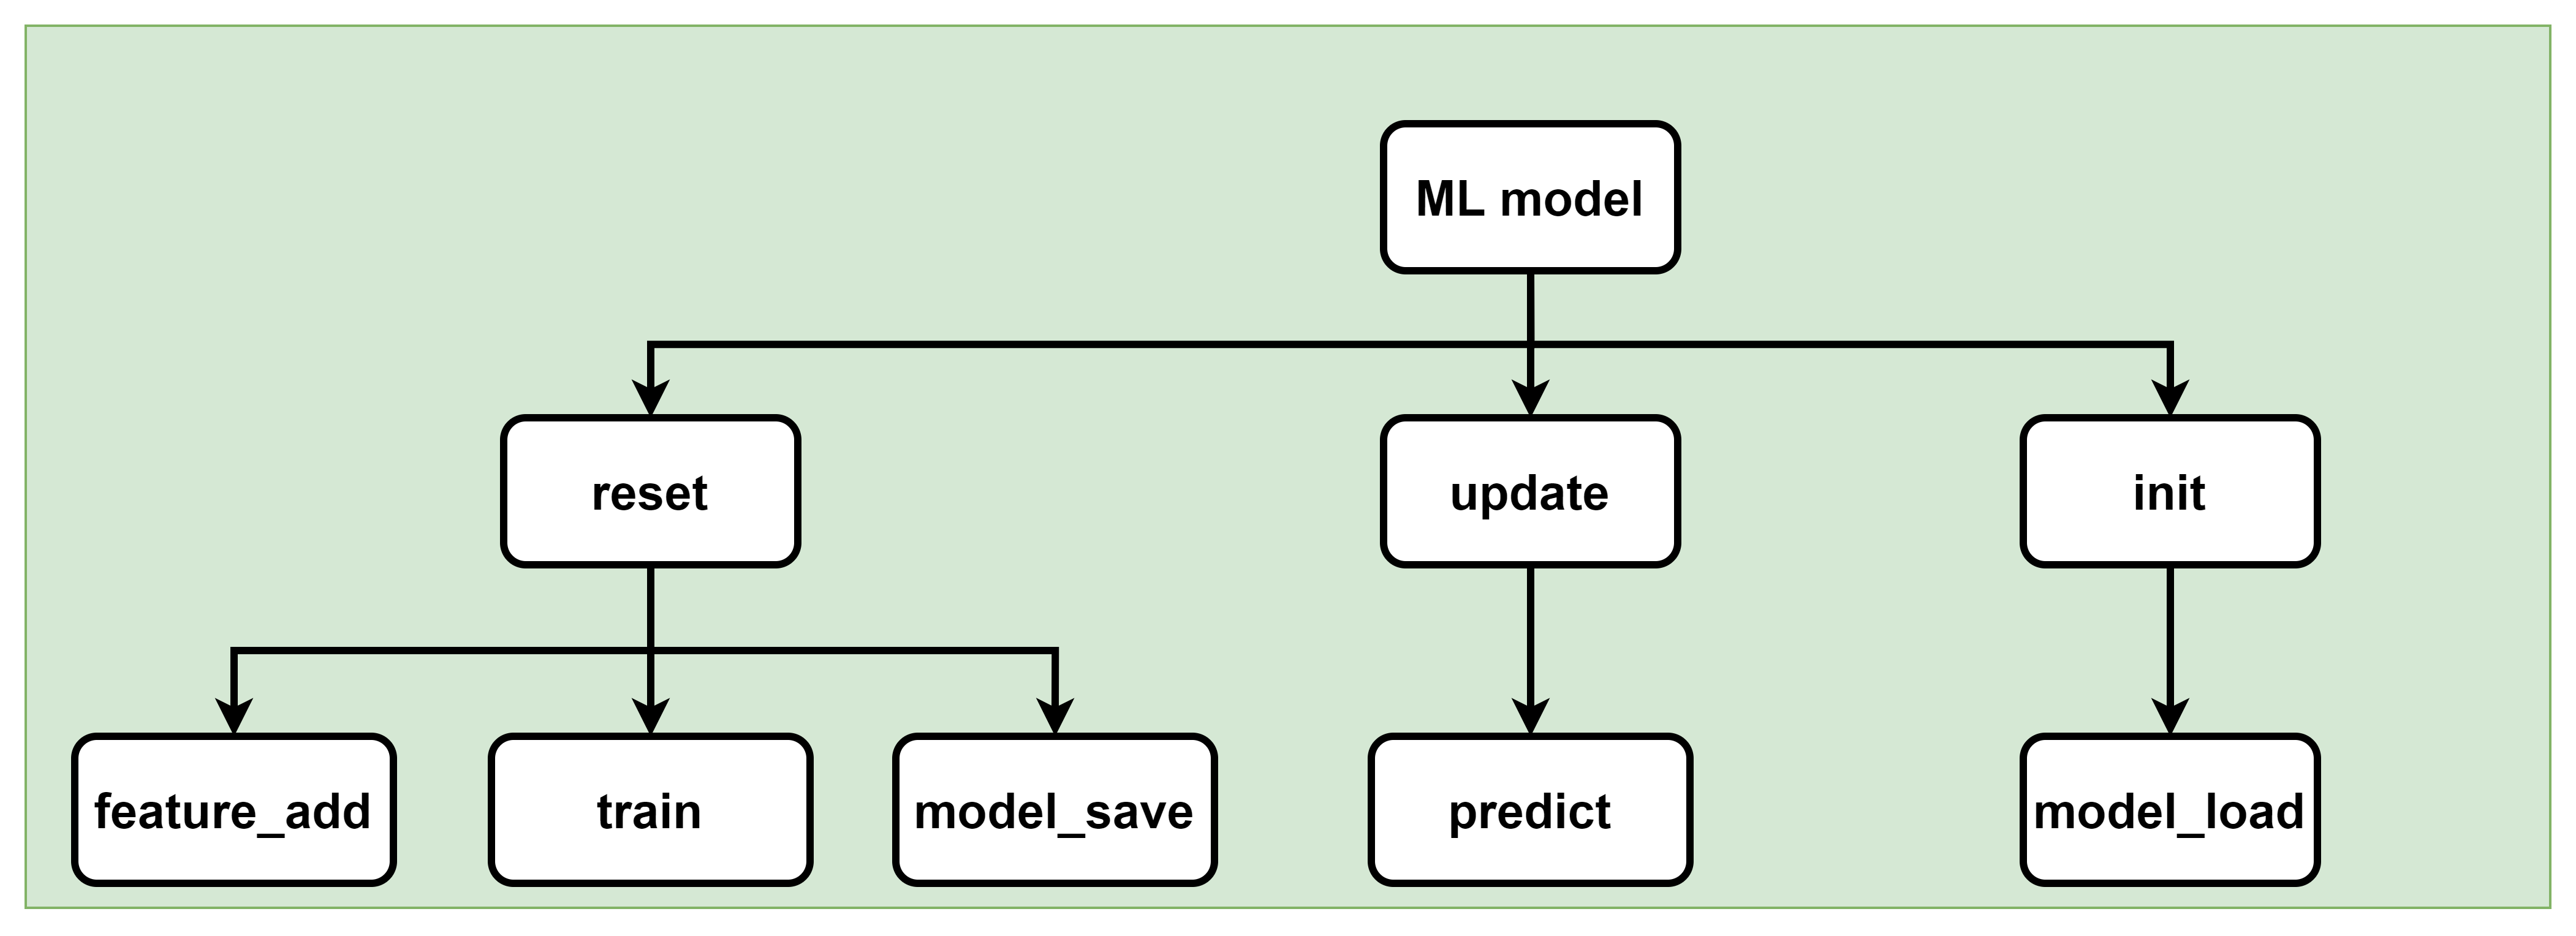 ML model
reset
update
init
feature_add
train
model_save
predict
model_load